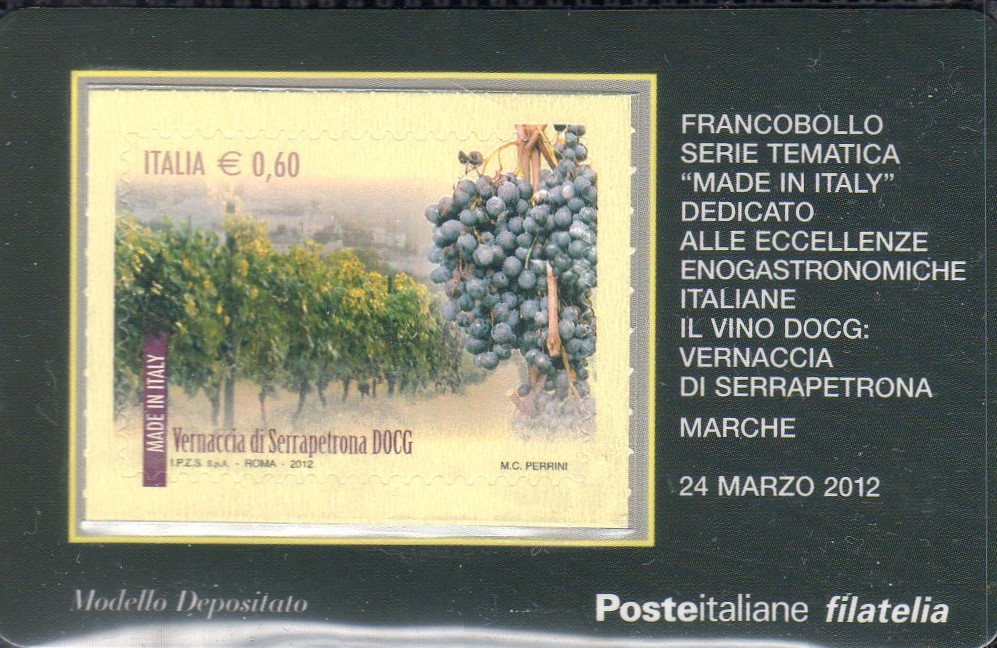 ITALIA € 0,60
MADE IN ITALY
Vernaccia di Serrapetrona DOCG
I.P.Z.S. S.p.A. - ROMA - 2012
M.C. PERRINI
FRANCOBOLLO
SERIE TEMATICA
“MADE IN ITALY”
DEDICATO
ALLE ECCELLENZE
ENOGASTRONOMICHE
ITALIANE
IL VINO DOCG:
VERNACCIA
DI SERRAPETRONA
MARCHE
24 MARZO 2012
Modello Depositato
Posteitaliane filatelia